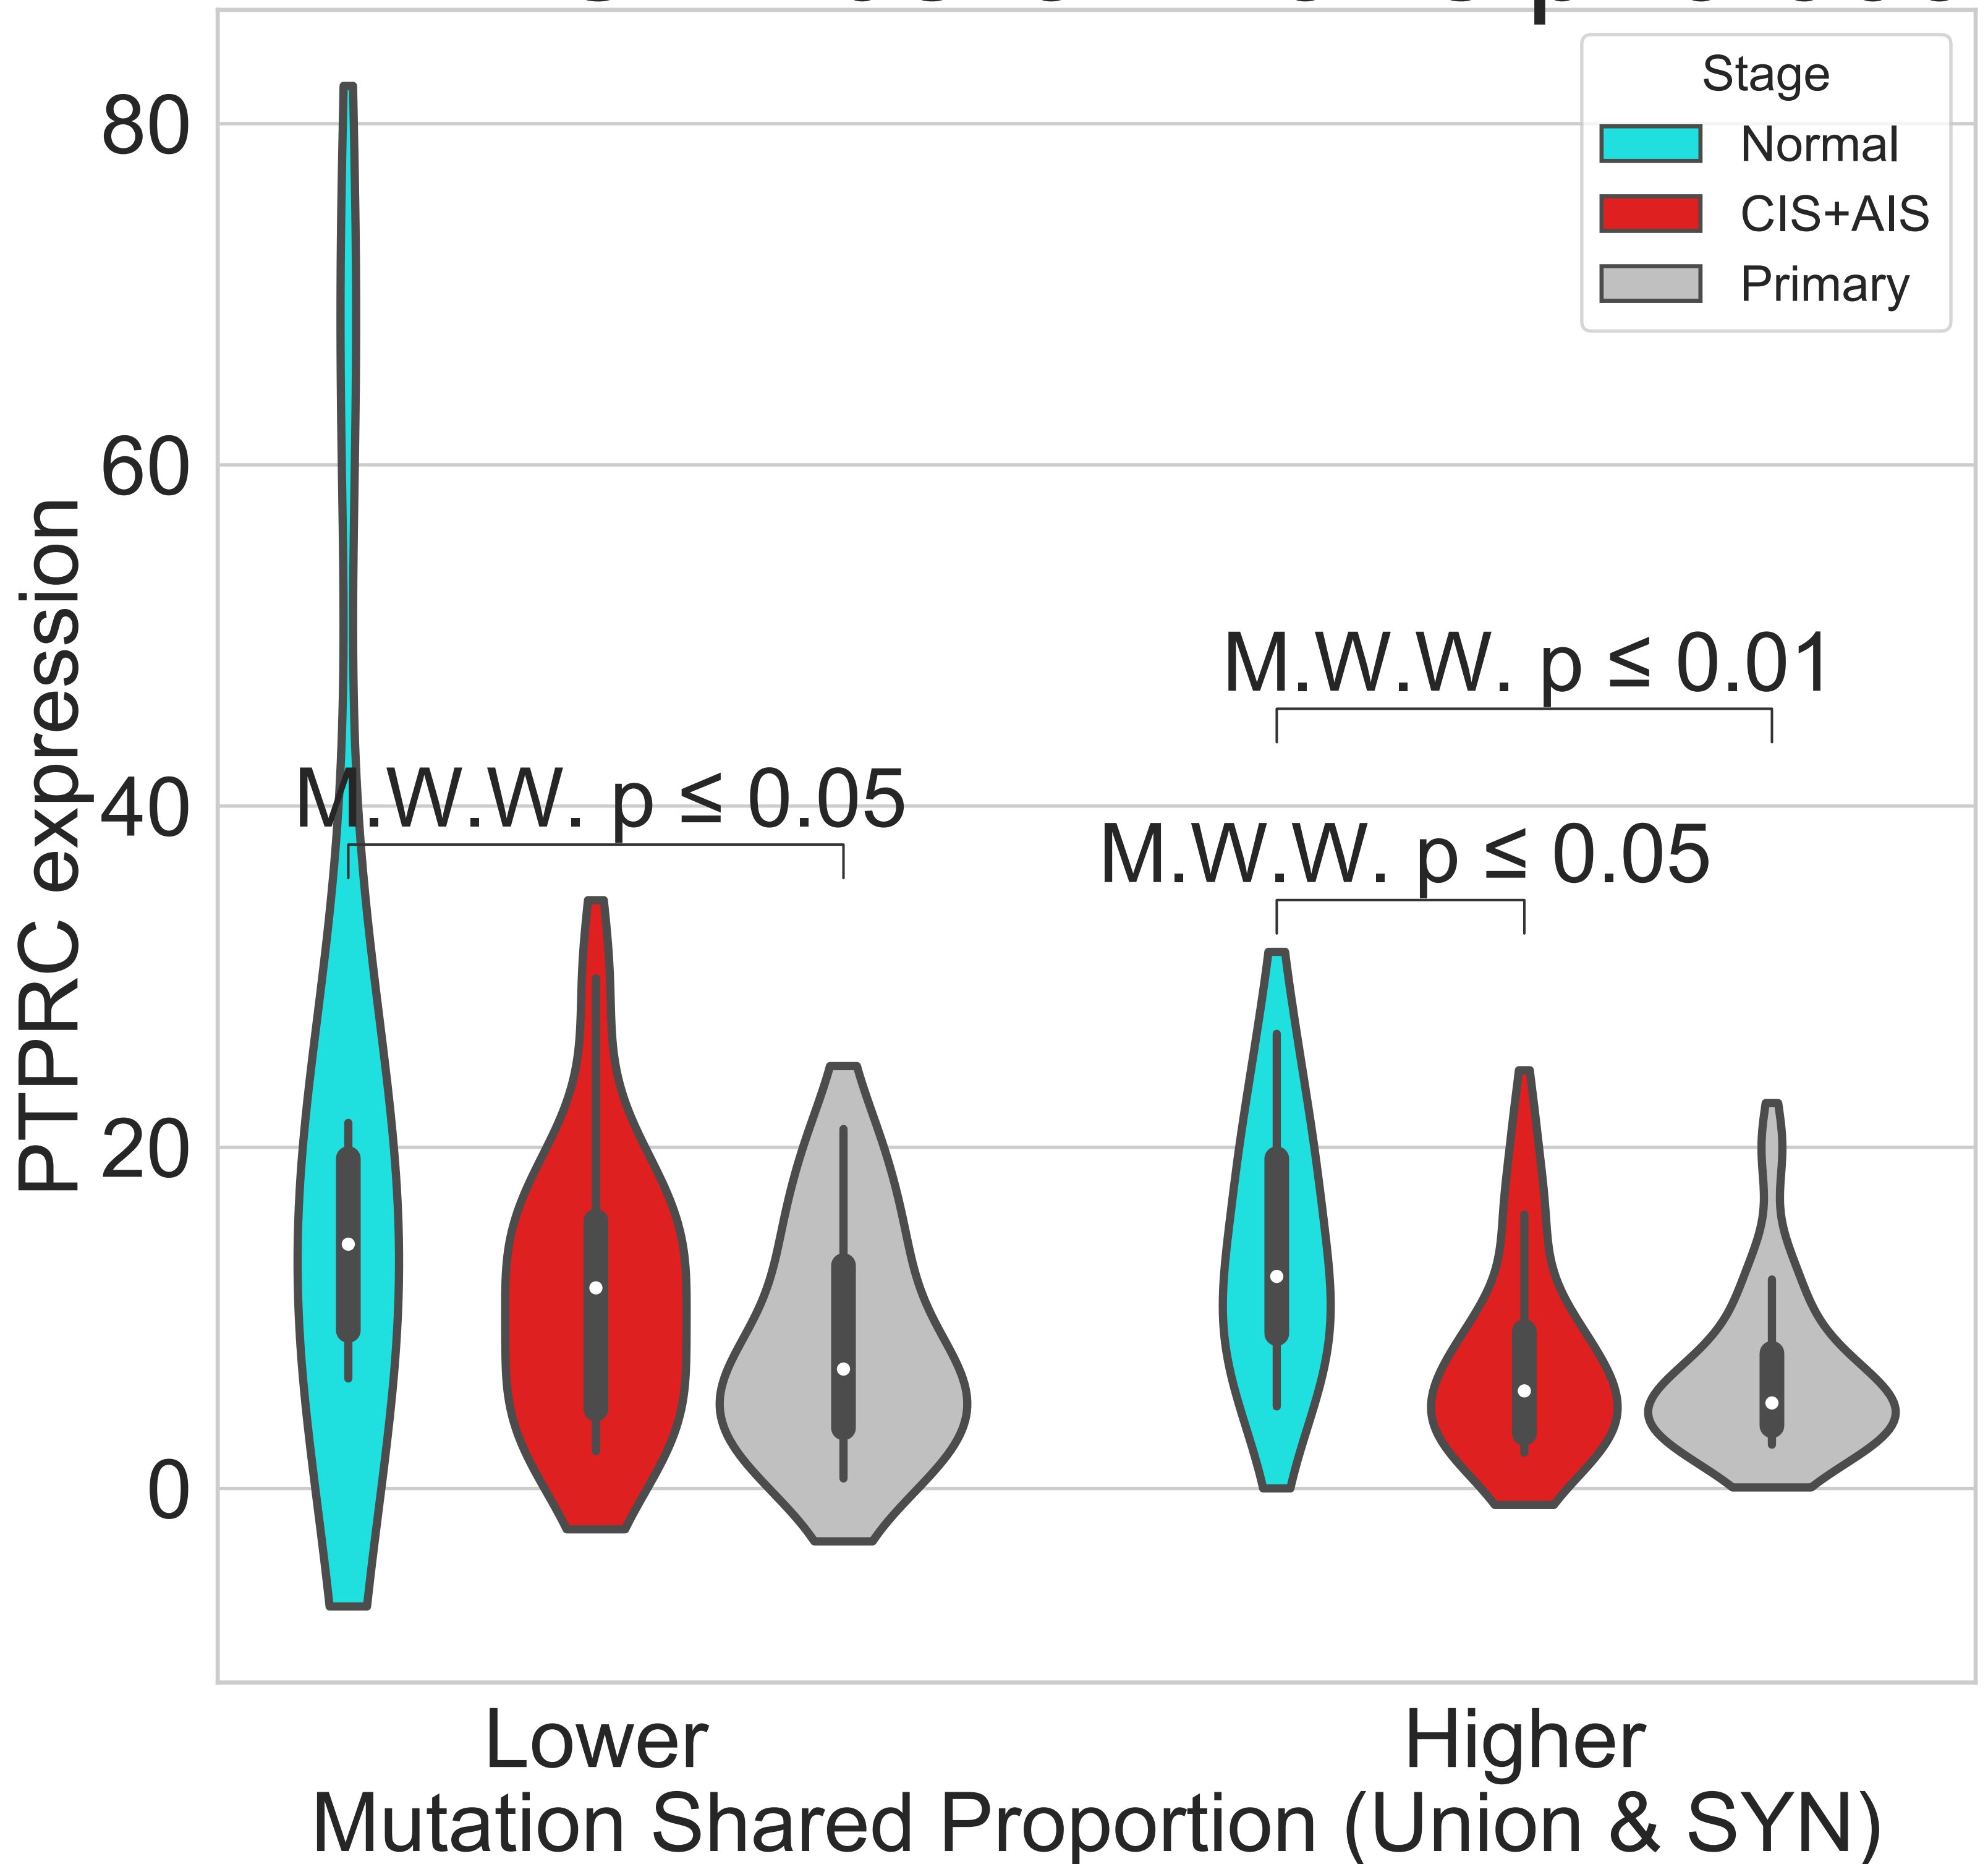 Stage
Normal
CIS+AIS
Primary
80
60
40
20
0
PTPRC expression
M.W.W. p ≤ 0.01
M.W.W. p ≤ 0.05
M.W.W. p ≤ 0.05
Lower
Higher
Mutation Shared Proportion (Union & SYN)